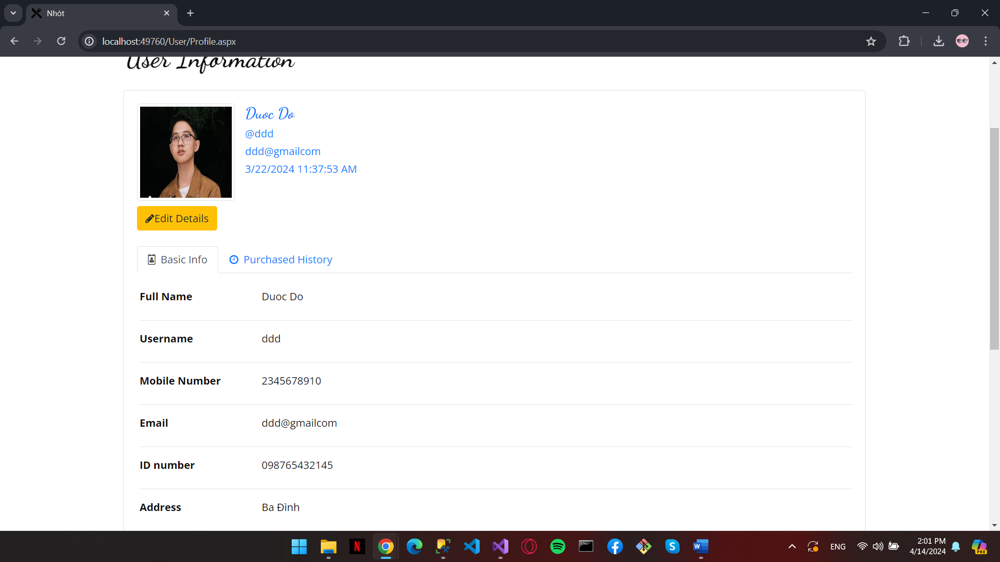 Nhót
localhost:49760/User/Profile.aspx
User Information
Duoc Do
@ddd
ddd@gmailcom
3/22/2024 11:37:53 AM
Edit Details
Basic Info
Purchased History
Full Name Duoc Do
Username ddd
Mobile Number 2345678910
Email ddd@gmailcom
ID number 098765432145
Address Ba Đình
ENG
2:01 PM
4/14/2024
PRE